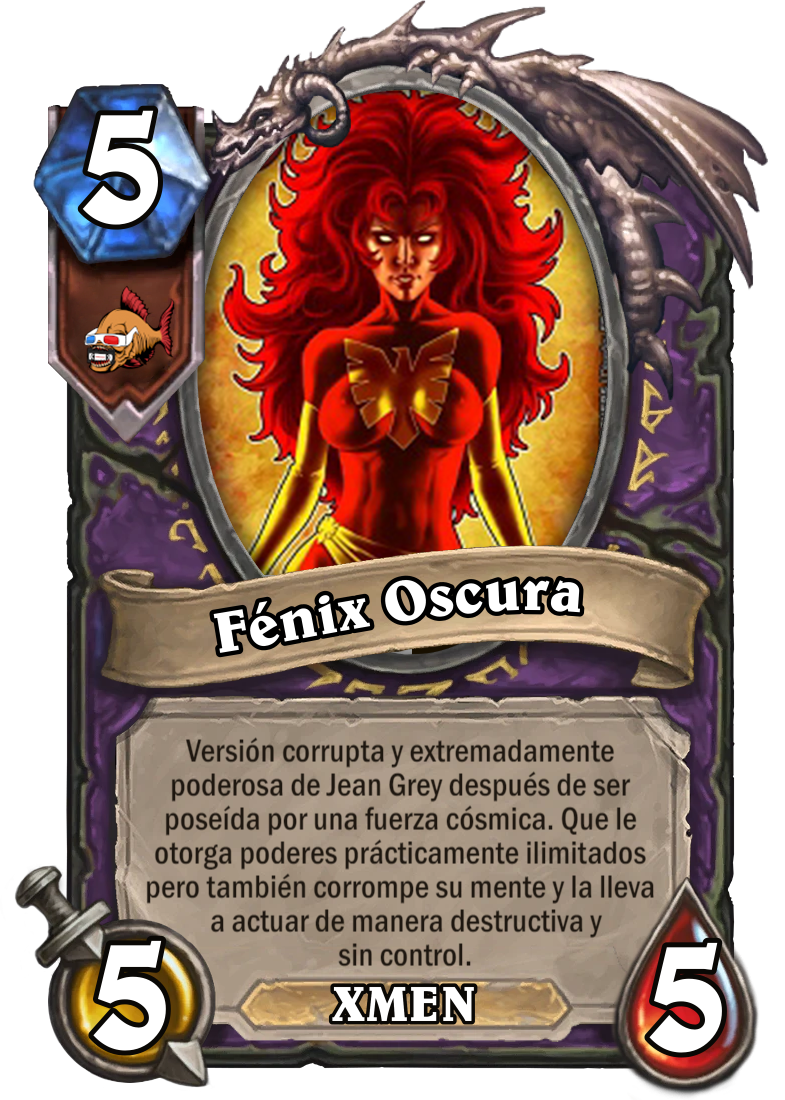 5
Fénix Oscura
Versión corrupta y extremadamente
poderosa de Jean Grey después de ser
poseída por una fuerza cósmica. Que le
otorga poderes prácticamente ilimitados
pero también corrompe su mente y la lleva
a actuar de manera destructiva y
sin control.
5
XMEN
5